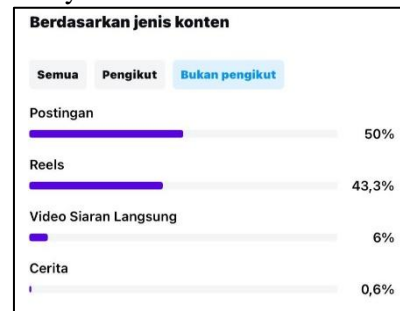 Berdasarkan jenis konten
Semua Pengikut Bukan pengikut
Postingan
50%
Reels
43,3%
Video Siaran Langsung
6%
Cerita
0,6%